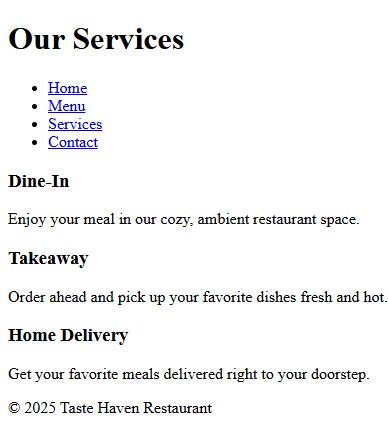 Our Services
Home
Menu
Services
Contact
Dine-In
Enjoy your meal in our cozy, ambient restaurant space.
Takeaway
Order ahead and pick up your favorite dishes fresh and hot.
Home Delivery
Get your favorite meals delivered right to your doorstep.
© 2025 Taste Haven Restaurant